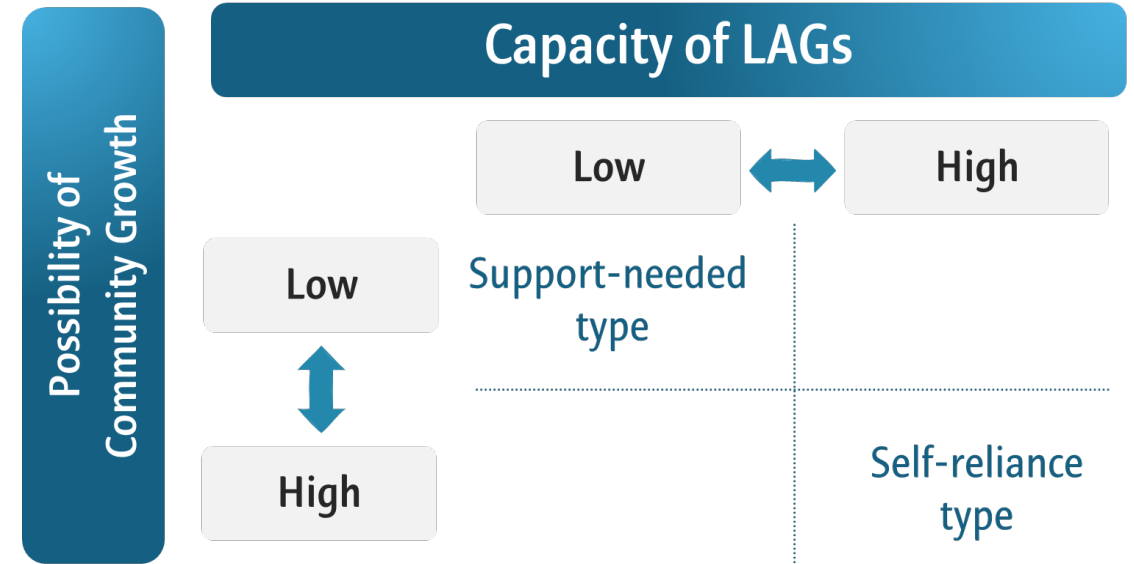 Capacity of LAGs
Possibility of
Community Growth
Low
High
Low
Support-needed
type
High
Self-reliance
type